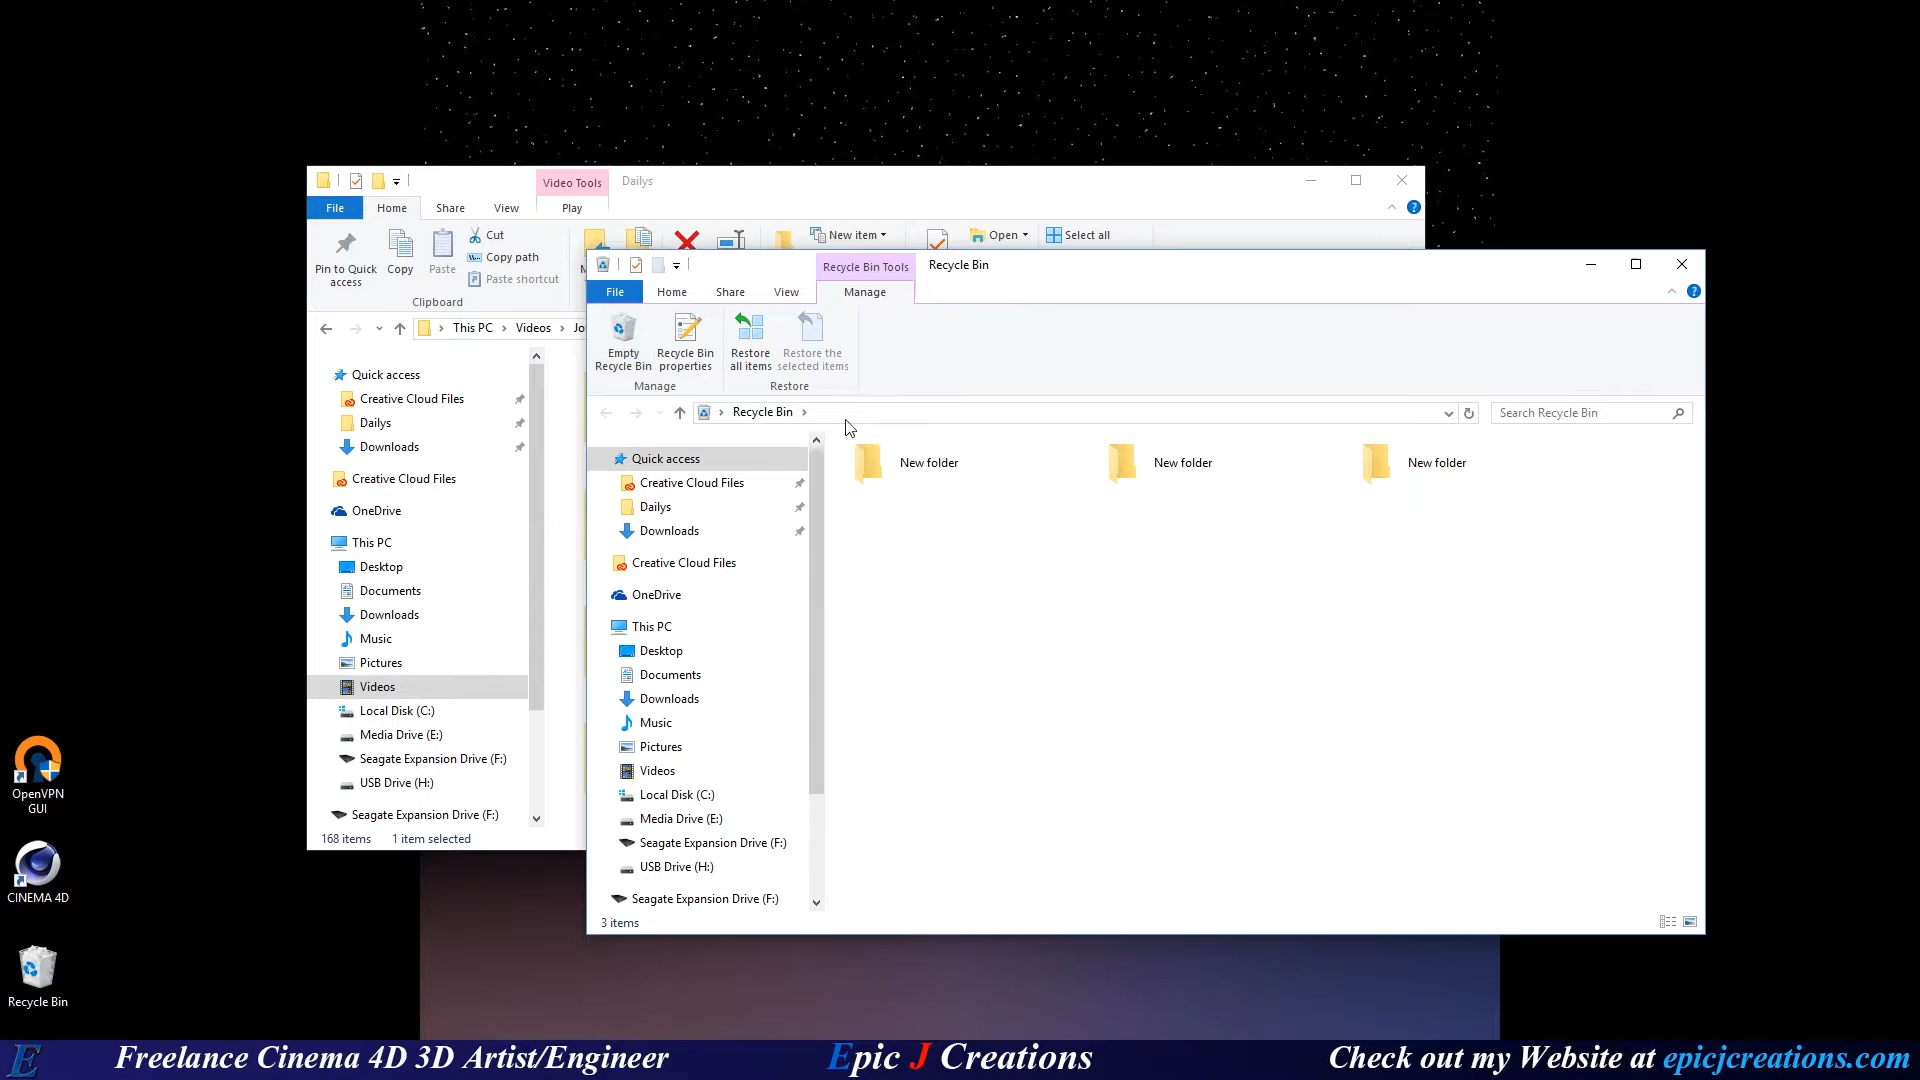 Video Tools
Dailys
File
Home
Share
View
Play
Pin to Quick
access
Copy
Paste
Cut
Copy path
Paste shortcut
Clipboard
New item
Open
Select all
This PC
Videos
Jo
Quick access
Creative Cloud Files
Dailys
Downloads
Creative Cloud Files
OneDrive
This PC
Desktop
Documents
Downloads
Music
Pictures
Videos
Local Disk (C:)
Media Drive (E:)
Seagate Expansion Drive (F:)
USB Drive (H:)
Seagate Expansion Drive (F:)
168 items
1 item selected
Recycle Bin Tools
Recycle Bin
File
Home
Share
View
Manage
Empty
Recycle Bin
Recycle Bin
properties
Manage
Restore
all items
Restore the
selected items
Restore
Recycle Bin
Search Recycle Bin
Quick access
Creative Cloud Files
Dailys
Downloads
Creative Cloud Files
OneDrive
This PC
Desktop
Documents
Downloads
Music
Pictures
Videos
Local Disk (C:)
Media Drive (E:)
Seagate Expansion Drive (F:)
USB Drive (H:)
Seagate Expansion Drive (F:)
3 items
New folder
New folder
New folder
OpenVPN
GUI
CINEMA 4D
Recycle Bin
E
Freelance Cinema 4D 3D Artist/Engineer
Epic J Creations
Check out my Website at epicjcreations.com